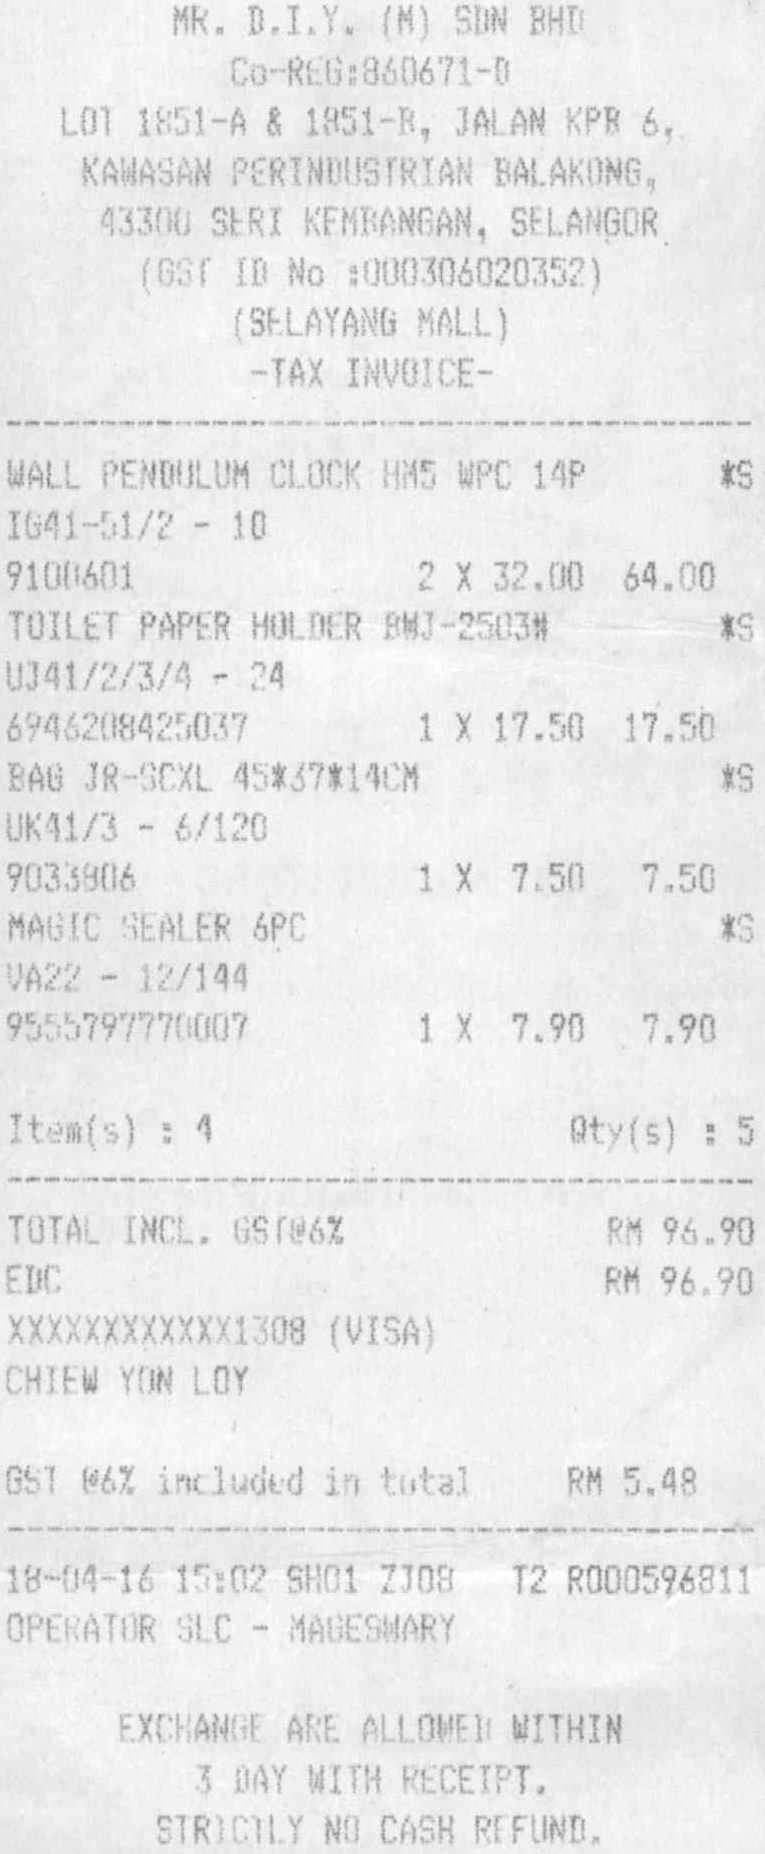 MR. D.I.Y. (M) SDN BHD
Co-REG:860671-D
LOT 1851-A & 1851-B, JALAN KPB 6,
KAWASAN PERINDUSTRIAN BALAKONG,
43300 SERI KEMBANGAN, SELANGOR
(GST ID No :000306020352)
(SELAYANG MALL)
-TAX INVOICE-
WALL PENDULUM CLOCK HM5 WPC 14P *S
IG41-51/2 - 10
9100601 2 X 32.00 64.00
TOILET PAPER HOLDER BWJ-2503# *S
UJ41/2/3/4 - 24
6946208425037 1 X 17.50 17.50
BAG JR-SCXL 45*37*14CM *S
UK41/3 - 6/120
9033806 1 X 7.50 7.50
MAGIC SEALER 6PC *S
VA22 - 12/144
9555797770007 1 X 7.90 7.90
Item(s) : 4 Qty(s) : 5
TOTAL INCL. GST@6% RM 96.90
EDC RM 96.90
XXXXXXXXXXXX1308 (VISA)
CHIEW YON LOY
GST @6% included in total RM 5.48
18-04-16 15:02 SH01 ZJ08 T2 R000596811
OPERATOR SLC - MAGESWARY
EXCHANGE ARE ALLOWED WITHIN
3 DAY WITH RECEIPT.
STRICTLY NO CASH REFUND.